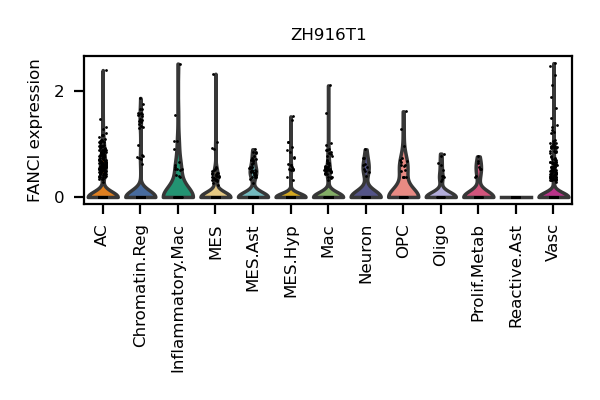 ZH916T1
FANCI expression
2
0
AC
Chromatin.Reg
Inflammatory.Mac
MES
MES.Ast
MES.Hyp
Mac
Neuron
OPC
Oligo
Prolif.Metab
Reactive.Ast
Vasc